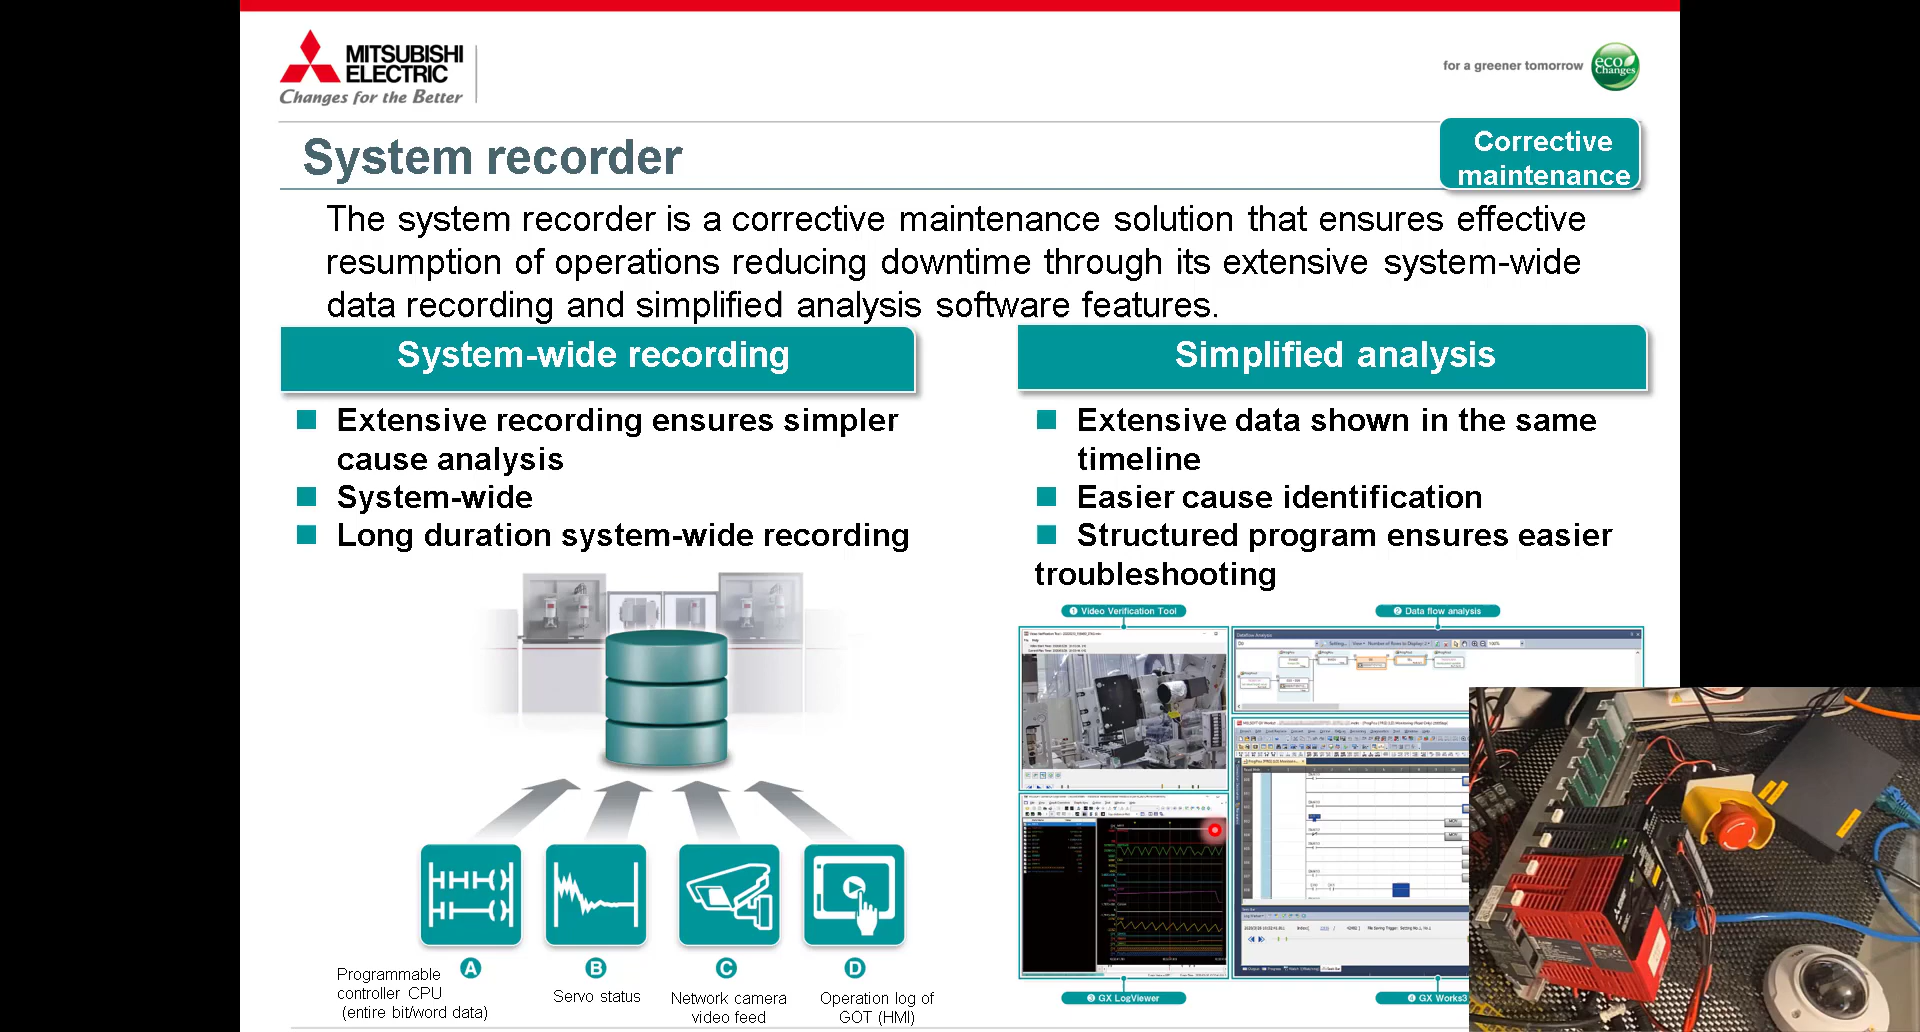 MITSUBISHI
ELECTRIC
Changes for the Better
for a greener tomorrow
eco
Changes
System recorder
Corrective
maintenance
The system recorder is a corrective maintenance solution that ensures effective
resumption of operations reducing downtime through its extensive system-wide
data recording and simplified analysis software features.
System-wide recording
Extensive recording ensures simpler
cause analysis
System-wide
Long duration system-wide recording
A
B
C
D
Programmable
controller CPU
(entire bit/word data)
Servo status
Network camera
video feed
Operation log of
GOT (HMI)
Simplified analysis
Extensive data shown in the same
timeline
Easier cause identification
Structured program ensures easier
troubleshooting
1 Video Verification Tool
2 Data flow analysis
3 GX LogViewer
4 GX Works3